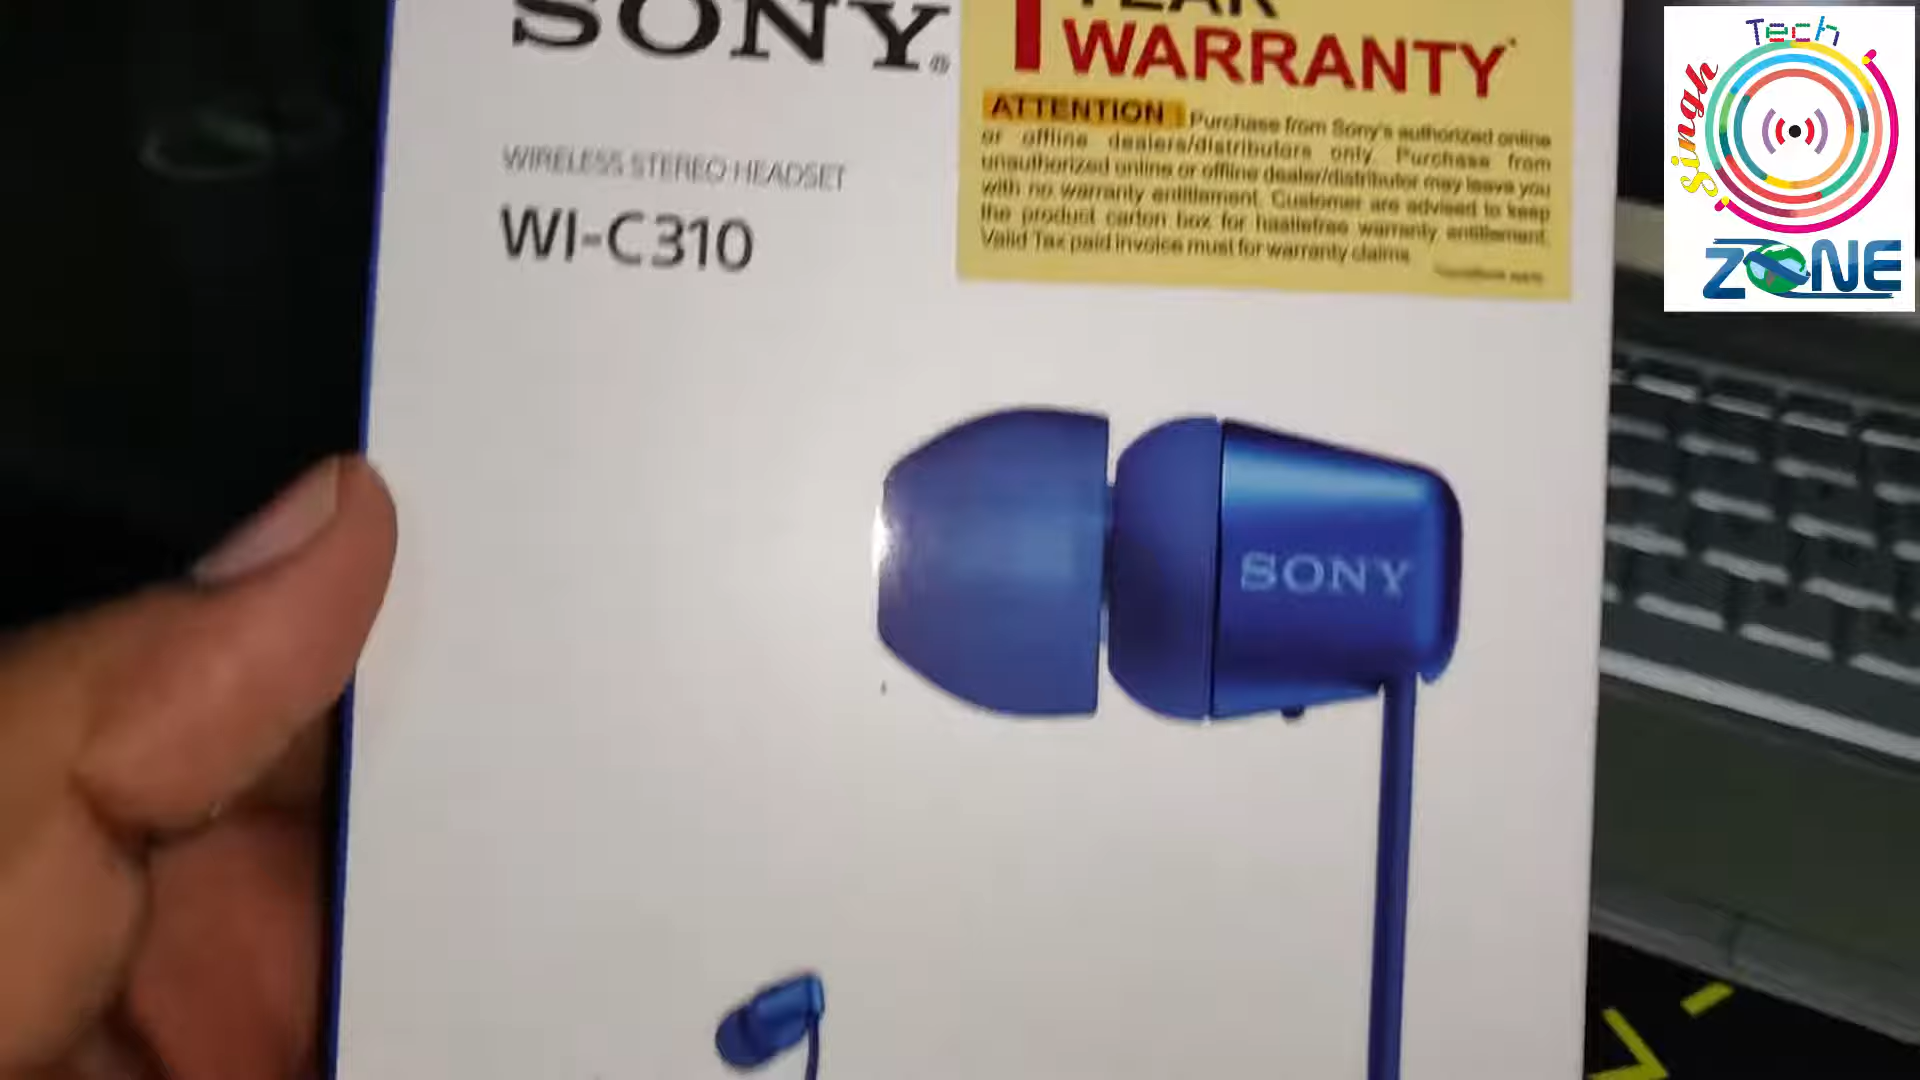 SONY®
WIRELESS STEREO HEADSET
WI-C310
1 YEAR
WARRANTY*
ATTENTION Purchase from Sony's authorized online
or offline dealers/distributors only. Purchase from
unauthorized online or offline dealer/distributor may leave you
with no warranty entitlement. Customer are advised to keep
the product carton box for hasslefree warranty entitlement.
Valid Tax paid invoice must for warranty claims.
SONY
Tech
Singh
ZONE